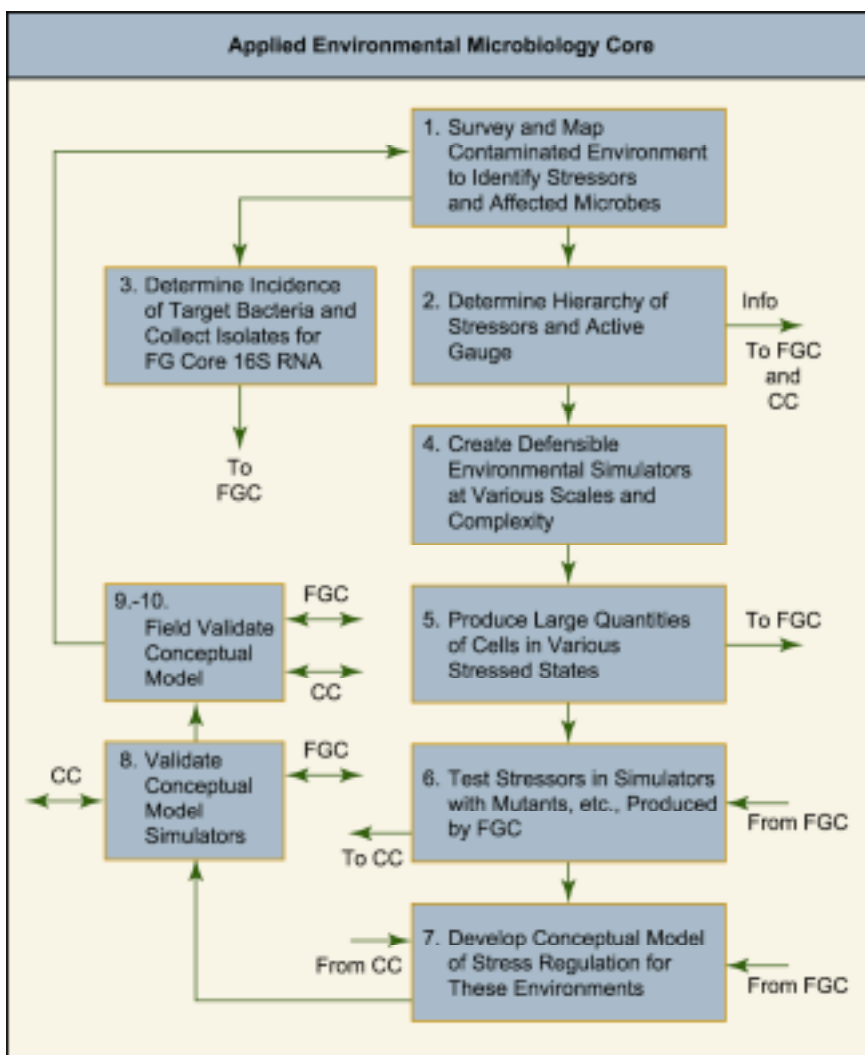 Applied Environmental Microbiology Core
1. Survey and Map
Contaminated Environment
to Identify Stressors
and Affected Microbes
3. Determine Incidence
of Target Bacteria and
Collect Isolates for
FG Core 16S RNA
To
FGC
2. Determine Hierarchy of
Stressors and Active
Gauge
Info
To FGC
and
CC
4. Create Defensible
Environmental Simulators
at Various Scales and
Complexity
5. Produce Large Quantities
of Cells in Various
Stressed States
To FGC
6. Test Stressors in Simulators
with Mutants, etc., Produced
by FGC
From FGC
To CC
7. Develop Conceptual Model
of Stress Regulation for
These Environments
From CC
From FGC
8. Validate
Conceptual
Model
Simulators
CC
FGC
9.-10.
Field Validate
Conceptual
Model
FGC
CC